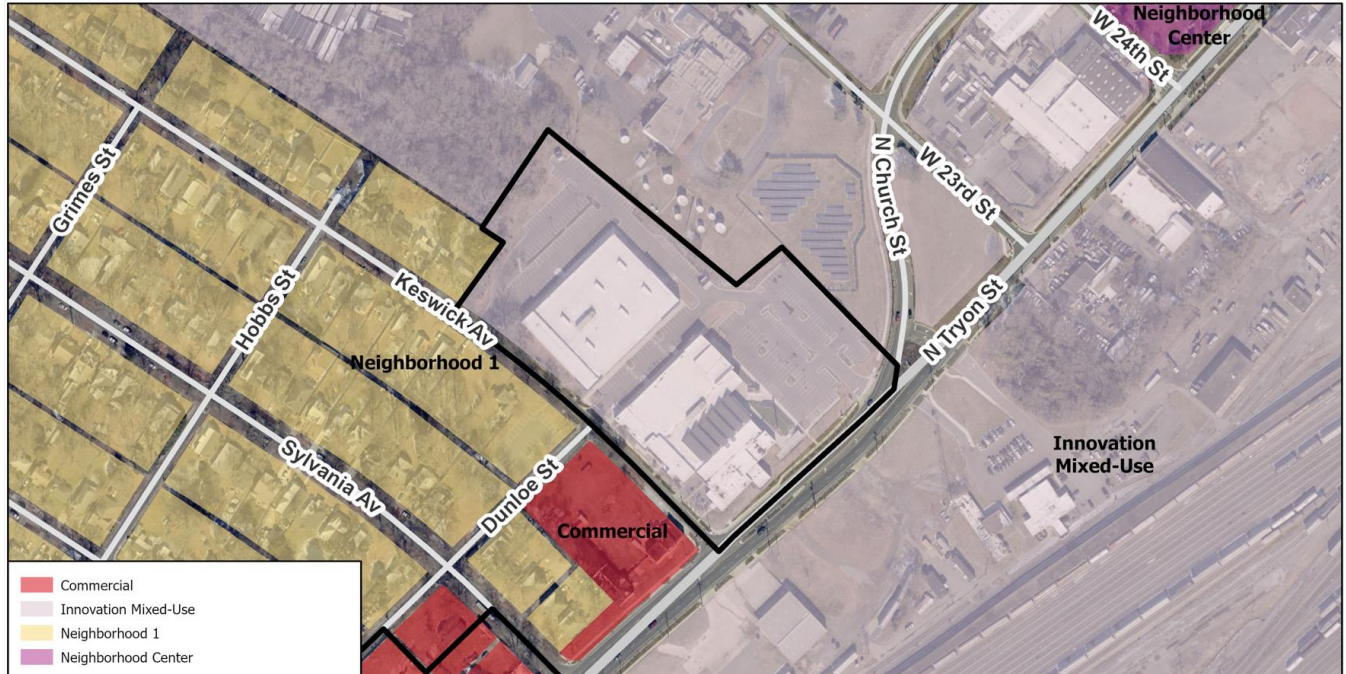 Neighborhood
Center
W 24th St
Grimes St
N Church St
W 23rd St
Hobbs St
Keswick Av
N Tryon St
Neighborhood 1
Innovation
Mixed-Use
Sylvania Av
Dunloe St
Commercial
Commercial
Innovation Mixed-Use
Neighborhood 1
Neighborhood Center